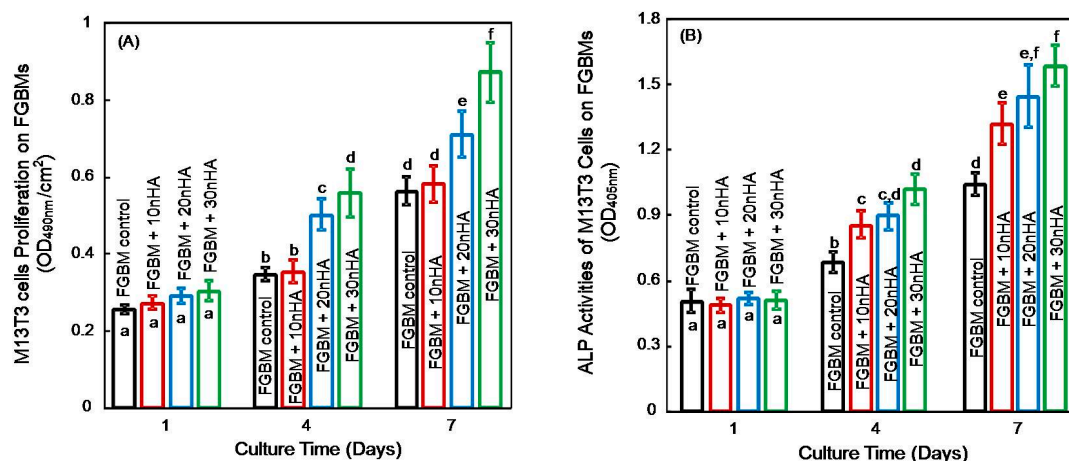 (A)
M13T3 cells Proliferation on FGBMs
(OD490nm/cm²)
1
0.8
0.6
0.4
0.2
0
FGBM control
FGBM + 10nHA
FGBM + 20nHA
FGBM + 30nHA
a
a
a
a
b
b
c
d
FGBM control
FGBM + 10nHA
FGBM + 20nHA
FGBM + 30nHA
d
d
e
f
FGBM control
FGBM + 10nHA
FGBM + 20nHA
FGBM + 30nHA
1
4
7
Culture Time (Days)
(B)
ALP Activities of M13T3 Cells on FGBMs
(OD405nm)
1.8
1.5
1.2
0.9
0.6
0.3
0
FGBM control
FGBM + 10nHA
FGBM + 20nHA
FGBM + 30nHA
a
a
a
a
b
c
c,d
d
FGBM control
FGBM + 10nHA
FGBM + 20nHA
FGBM + 30nHA
d
e
e,f
f
FGBM control
FGBM + 10nHA
FGBM + 20nHA
FGBM + 30nHA
1
4
7
Culture Time (Days)